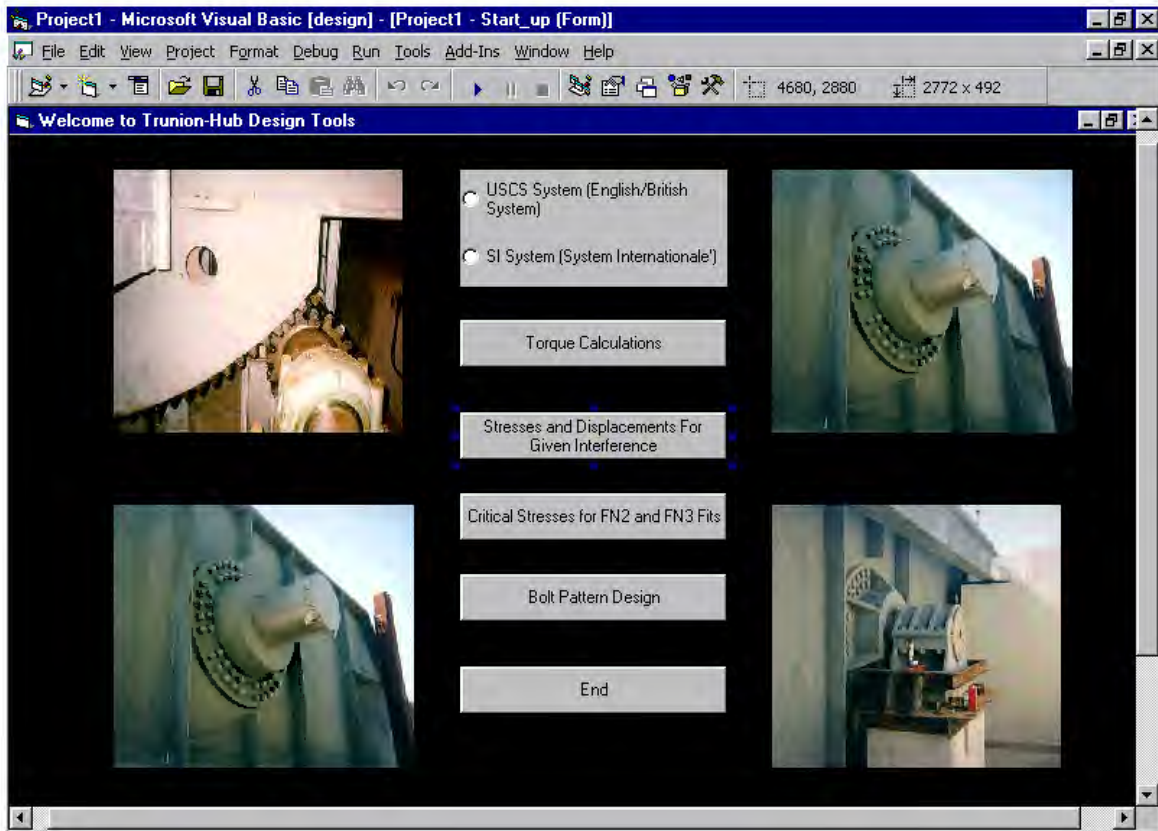 Project1 - Microsoft Visual Basic [design] - [Project1 - Start_up (Form)]
File Edit View Project Format Debug Run Tools Add-Ins Window Help
4680, 2880 2772 x 492
Welcome to Trunion-Hub Design Tools
USCS System (English/British
System)
SI System (System Internationale')
Torque Calculations
Stresses and Displacements For
Given Interference
Critical Stresses for FN2 and FN3 Fits
Bolt Pattern Design
End